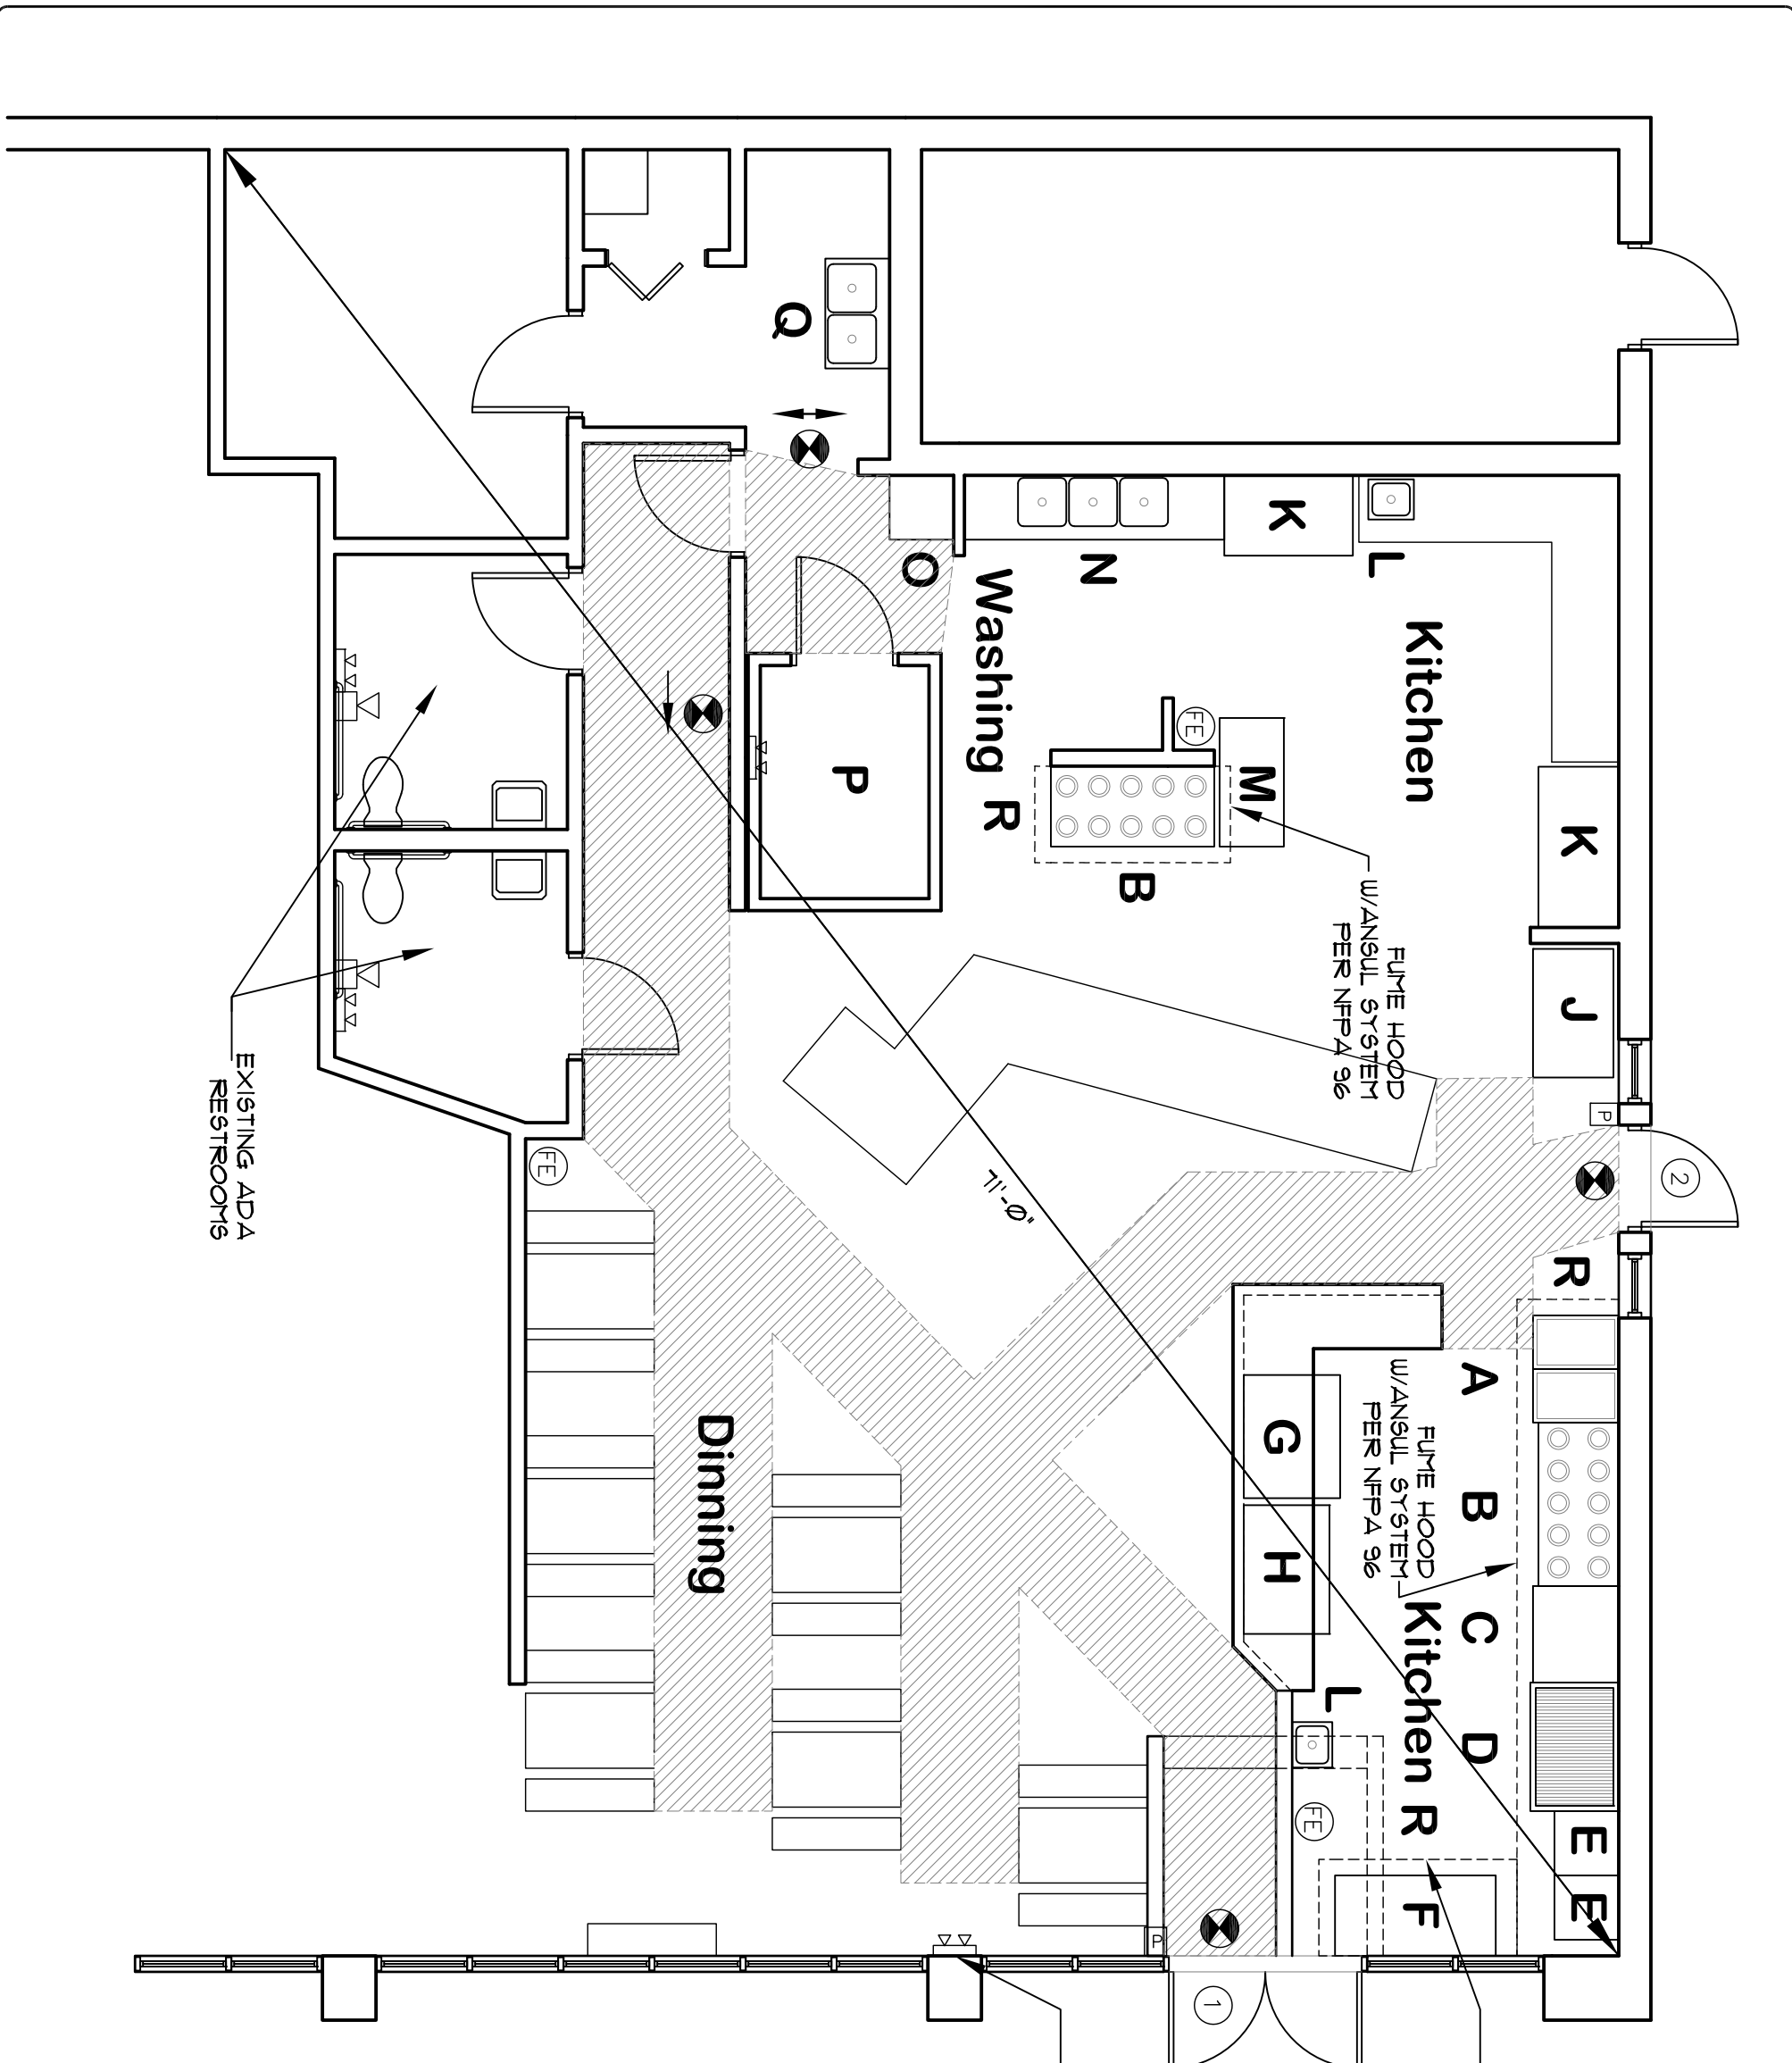 Q
K
L
N
O
Washing
R
Kitchen
P
M
FE
B
K
J
FUME HOOD
W/ANSUL SYSTEM
PER NFPA 96
EXISTING ADA
RESTROOMS
FE
71'-0"
P
2
R
A
B
C
D
E
E
FUME HOOD
W/ANSUL SYSTEM
PER NFPA 96
Kitchen
R
F
G
H
L
FE
Dinning
P
1